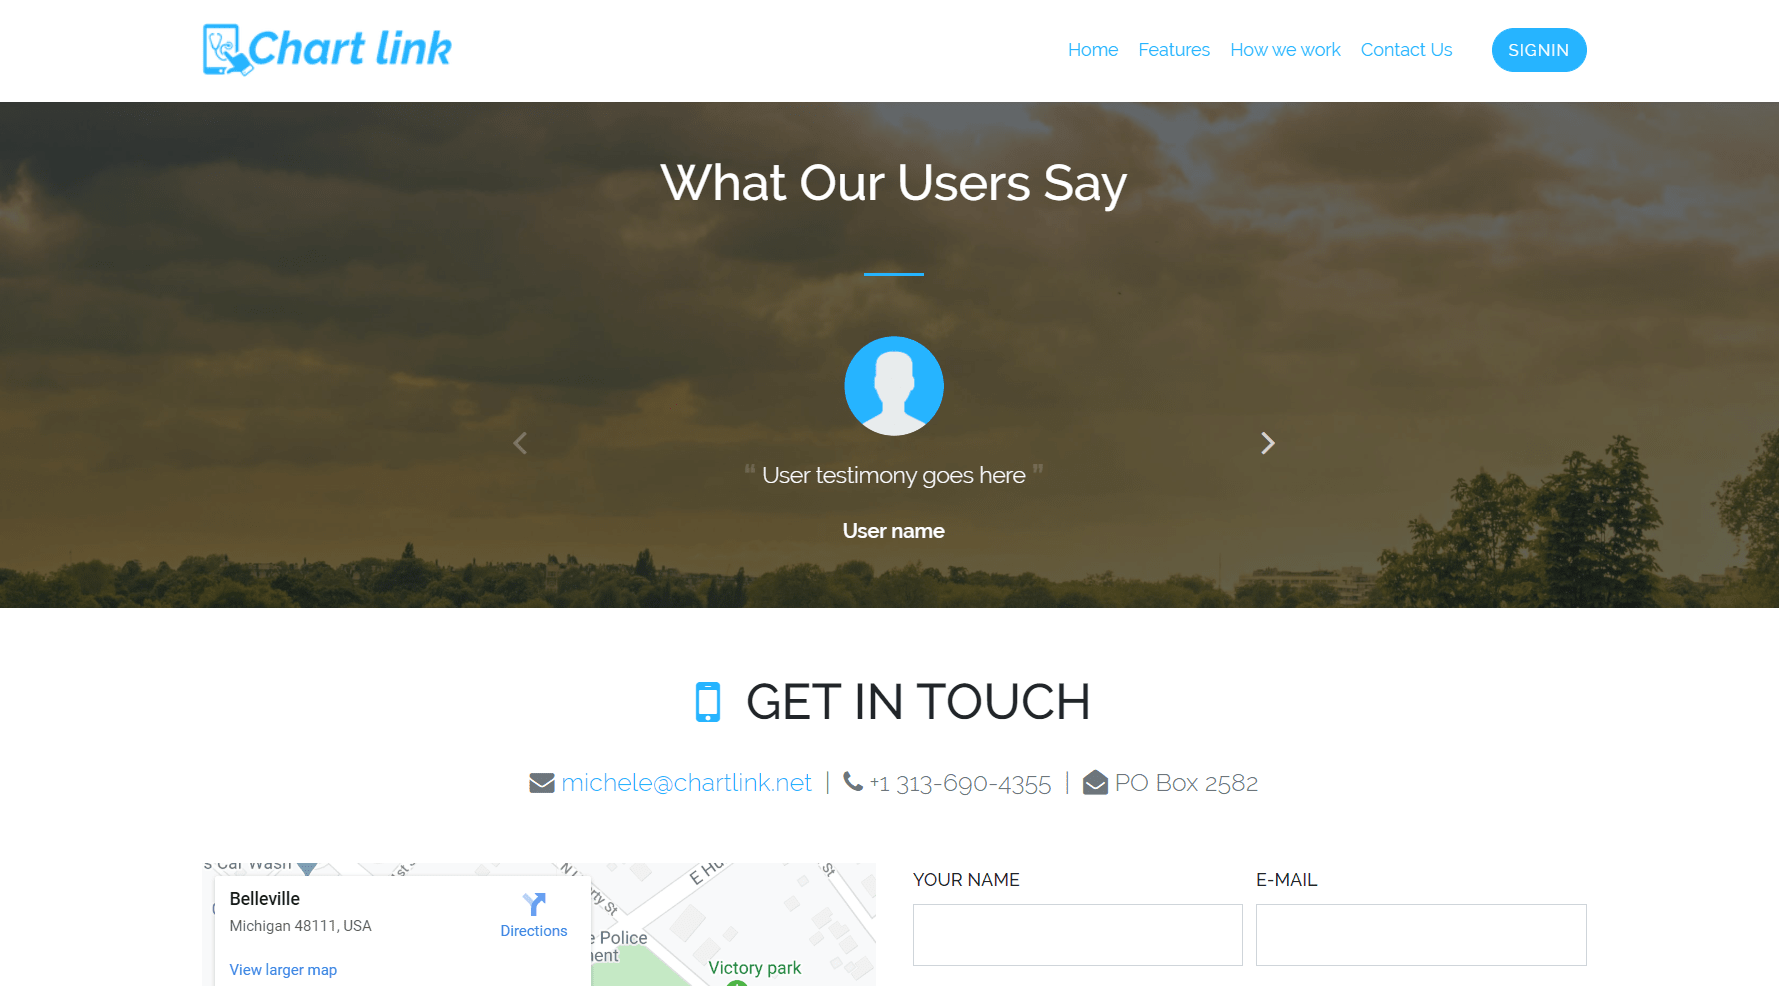 Chart link
Home Features How we work Contact Us SIGNIN
What Our Users Say
“ User testimony goes here ”
User name
GET IN TOUCH
michele@chartlink.net | +1 313-690-4355 | PO Box 2582
s Car Wash
Belleville
Michigan 48111, USA
Directions
View larger map
E Hu
St
e Police
Victory park
YOUR NAME
E-MAIL